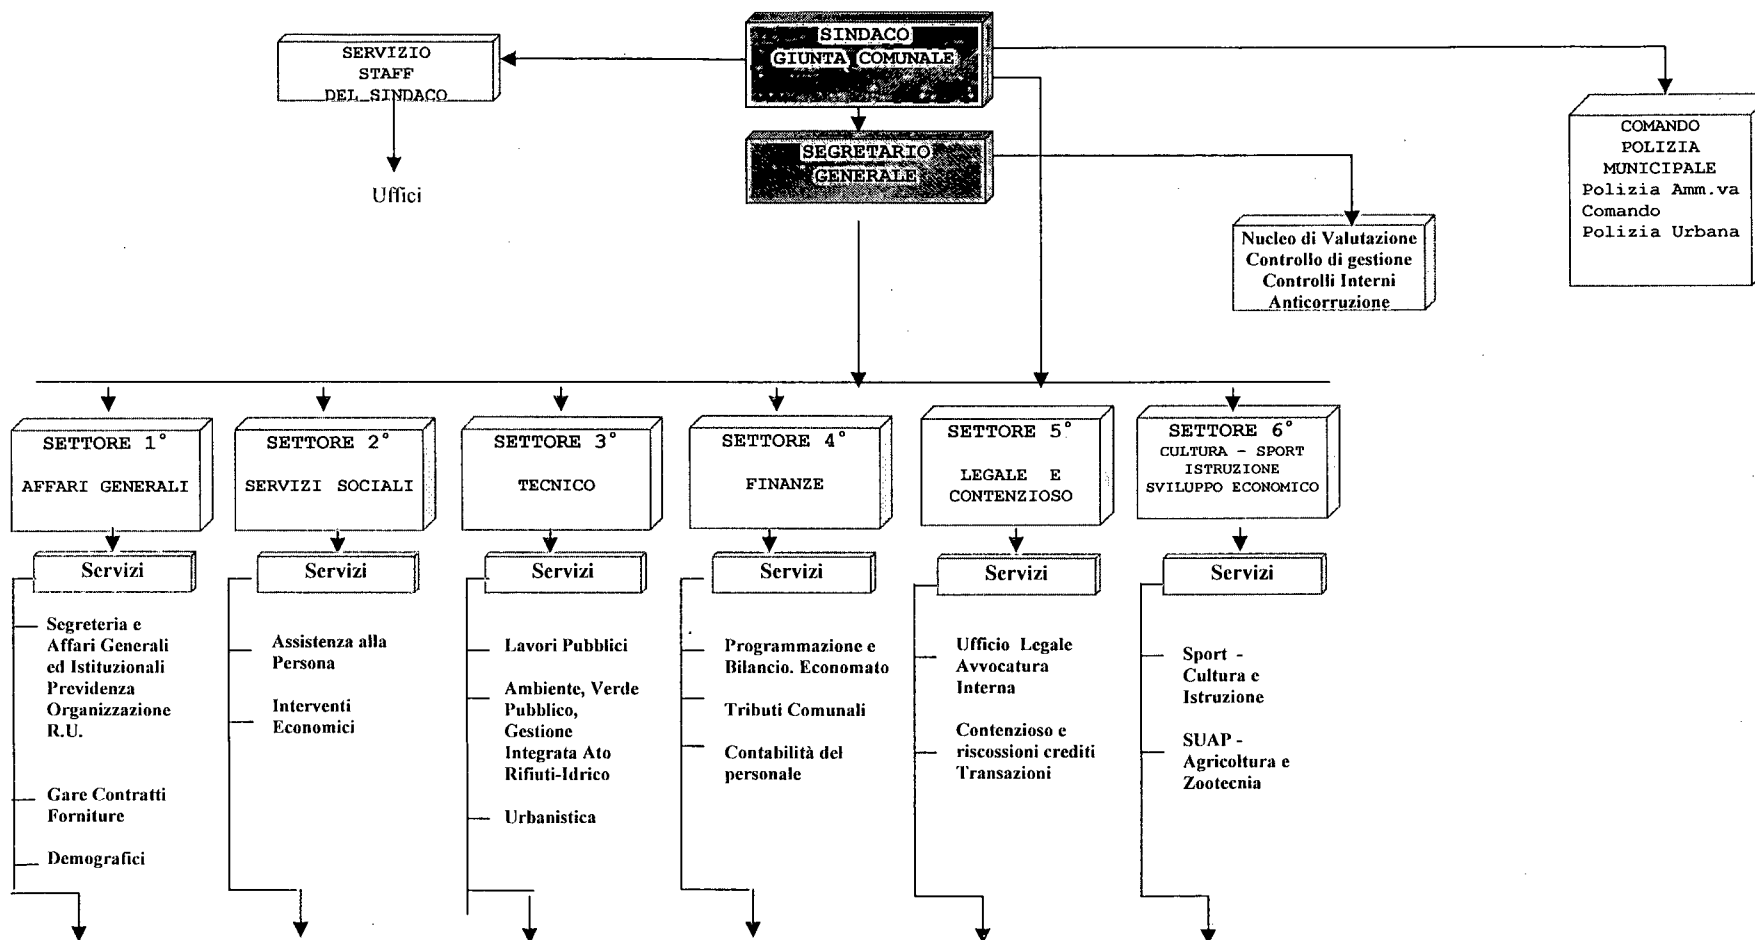 SINDACO
GIUNTA COMUNALE
SERVIZIO
STAFF
DEL SINDACO
Uffici
SEGRETARIO
GENERALE
COMANDO
POLIZIA
MUNICIPALE
Polizia Amm.va
Comando
Polizia Urbana
Nucleo di Valutazione
Controllo di gestione
Controlli Interni
Anticorruzione
SETTORE 1°
AFFARI GENERALI
Servizi
Segreteria e
Affari Generali
ed Istituzionali
Previdenza
Organizzazione
R.U.
Gare Contratti
Forniture
Demografici
SETTORE 2°
SERVIZI SOCIALI
Servizi
Assistenza alla
Persona
Interventi
Economici
SETTORE 3°
TECNICO
Servizi
Lavori Pubblici
Ambiente, Verde
Pubblico,
Gestione
Integrata Ato
Rifiuti-Idrico
Urbanistica
SETTORE 4°
FINANZE
Servizi
Programmazione e
Bilancio. Economato
Tributi Comunali
Contabilità del
personale
SETTORE 5°
LEGALE E
CONTENZIOSO
Servizi
Ufficio Legale
Avvocatura
Interna
Contenzioso e
riscossioni crediti
Transazioni
SETTORE 6°
CULTURA - SPORT
ISTRUZIONE
SVILUPPO ECONOMICO
Servizi
Sport -
Cultura e
Istruzione
SUAP -
Agricoltura e
Zootecnia